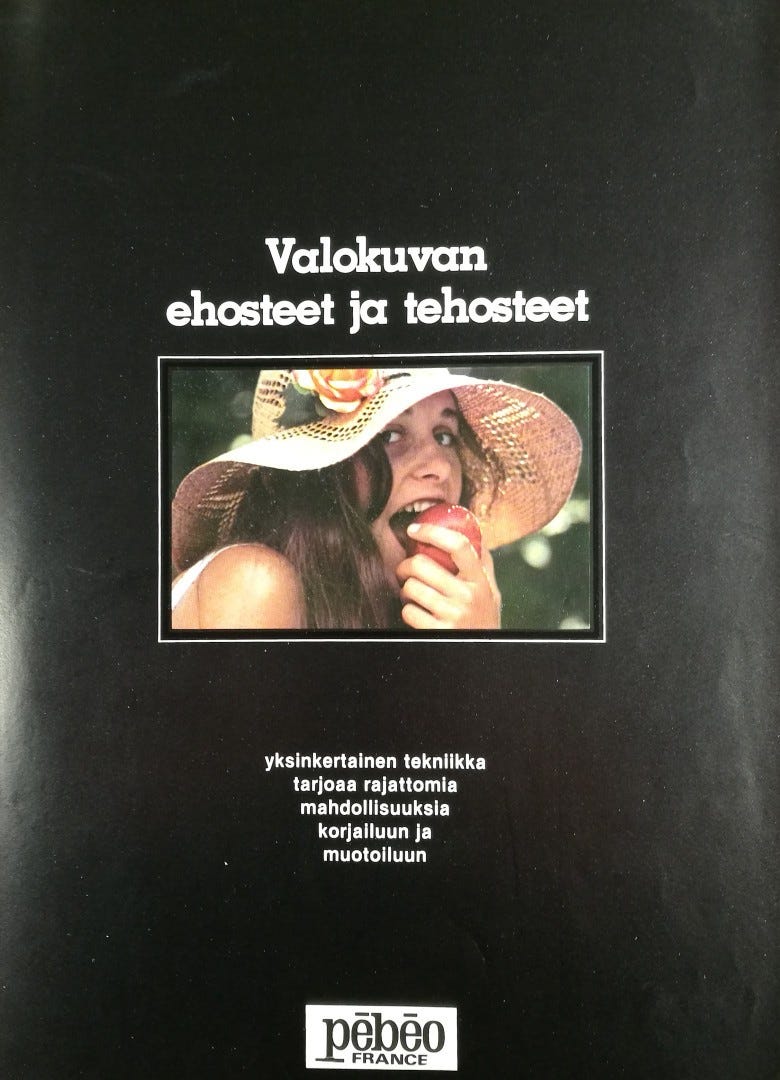 Valokuvan
ehosteet ja tehosteet
yksinkertainen tekniikka
tarjoaa rajattomia
mahdollisuuksia
korjailuun ja
muotoiluun
pēbēo
FRANCE